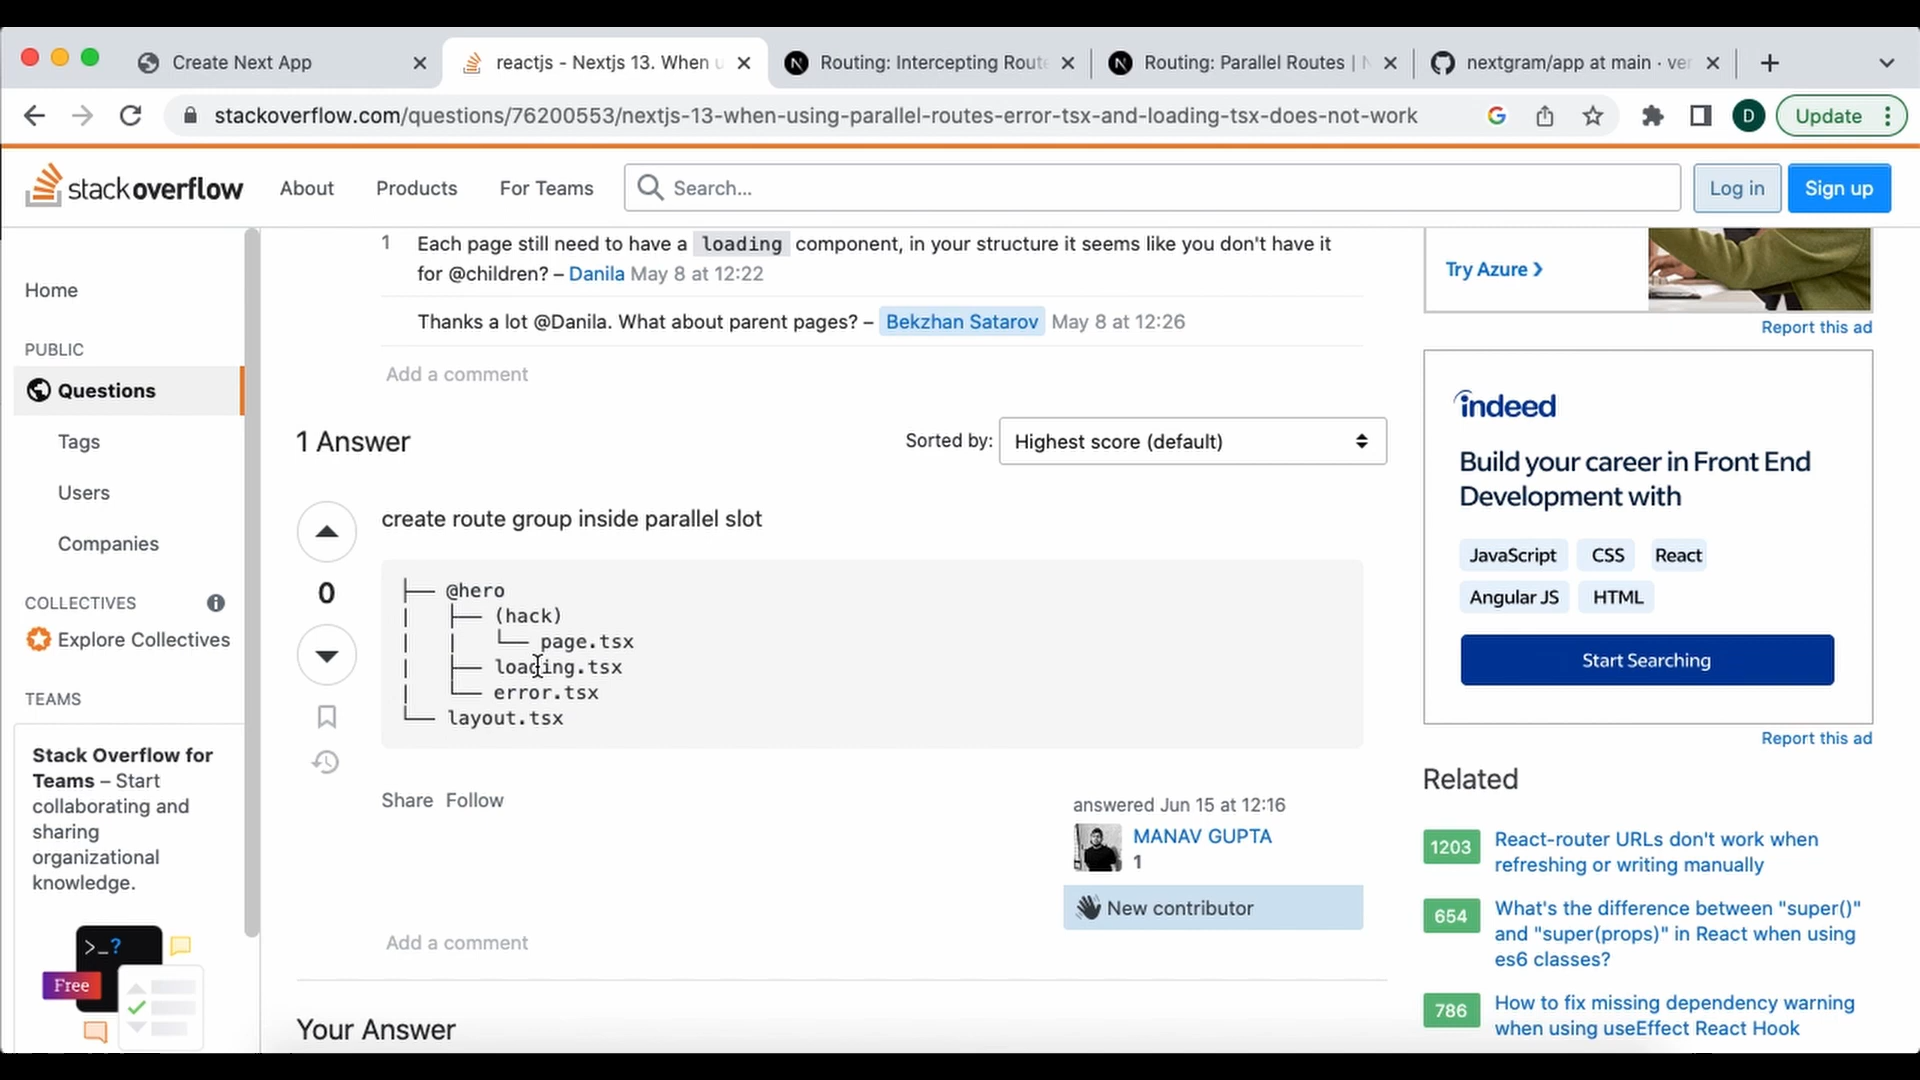 Create Next App
reactjs - Nextjs 13. When u
Routing: Intercepting Route
Routing: Parallel Routes | N
nextgram/app at main · ver
stackoverflow.com/questions/76200553/nextjs-13-when-using-parallel-routes-error-tsx-and-loading-tsx-does-not-work
D
Update
stackoverflow
About
Products
For Teams
Search...
Log in
Sign up
Home
PUBLIC
Questions
Tags
Users
Companies
COLLECTIVES
Explore Collectives
TEAMS
Stack Overflow for
Teams – Start
collaborating and
sharing
organizational
knowledge.
>_?
Free
1 Each page still need to have a loading component, in your structure it seems like you don't have it
for @children? – Danila May 8 at 12:22
Thanks a lot @Danila. What about parent pages? – Bekzhan Satarov May 8 at 12:26
Add a comment
1 Answer
Sorted by:
Highest score (default)
0
create route group inside parallel slot
├── @hero
│   ├── (hack)
│   │   └── page.tsx
│   ├── loading.tsx
│   └── error.tsx
└── layout.tsx
Share Follow
answered Jun 15 at 12:16
MANAV GUPTA
1
New contributor
Add a comment
Your Answer
Try Azure
Report this ad
indeed
Build your career in Front End
Development with
JavaScript CSS React
Angular JS HTML
Start Searching
Report this ad
Related
1203 React-router URLs don't work when
refreshing or writing manually
654 What's the difference between "super()"
and "super(props)" in React when using
es6 classes?
786 How to fix missing dependency warning
when using useEffect React Hook